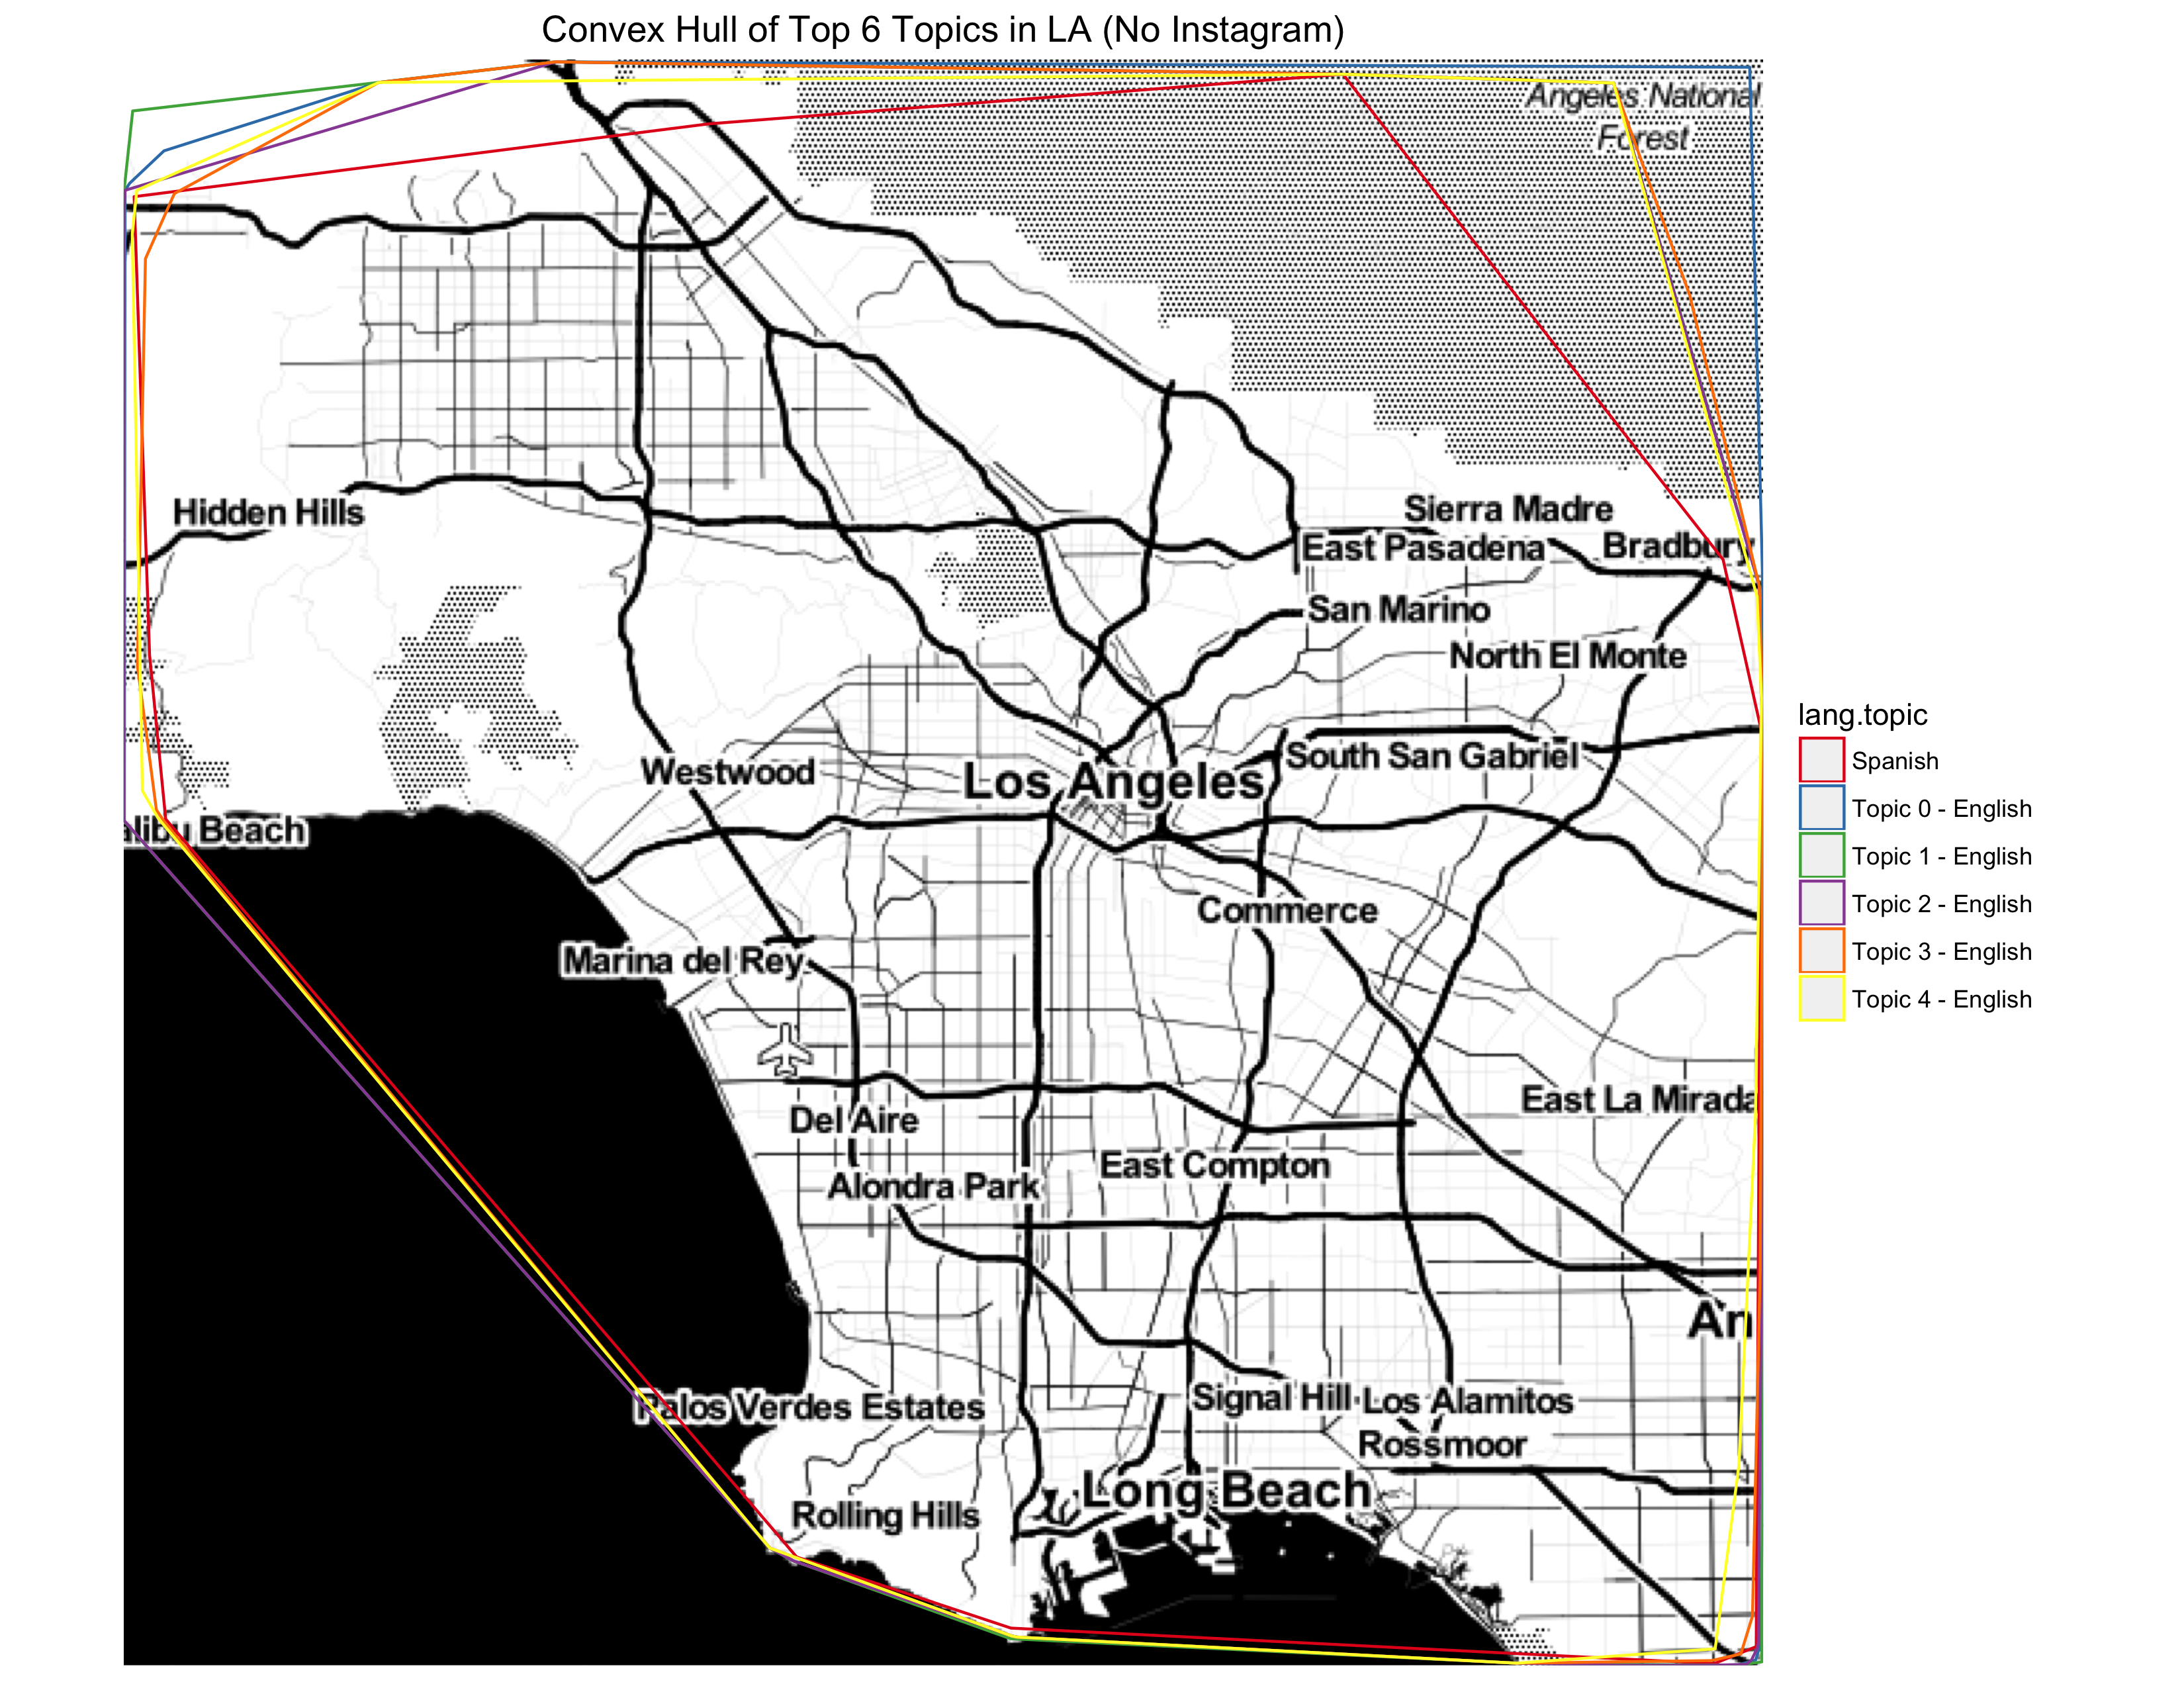 Convex Hull of Top 6 Topics in LA (No Instagram)
Angeles National
Forest
Hidden Hills
Sierra Madre
East Pasadena
Bradbury
San Marino
North El Monte
Westwood
Los Angeles
South San Gabriel
alibu Beach
Commerce
Marina del Rey
East La Mirada
Del Aire
East Compton
Alondra Park
An
Palos Verdes Estates
Signal Hill
Los Alamitos
Rossmoor
Long Beach
Rolling Hills
lang.topic
Spanish
Topic 0 - English
Topic 1 - English
Topic 2 - English
Topic 3 - English
Topic 4 - English